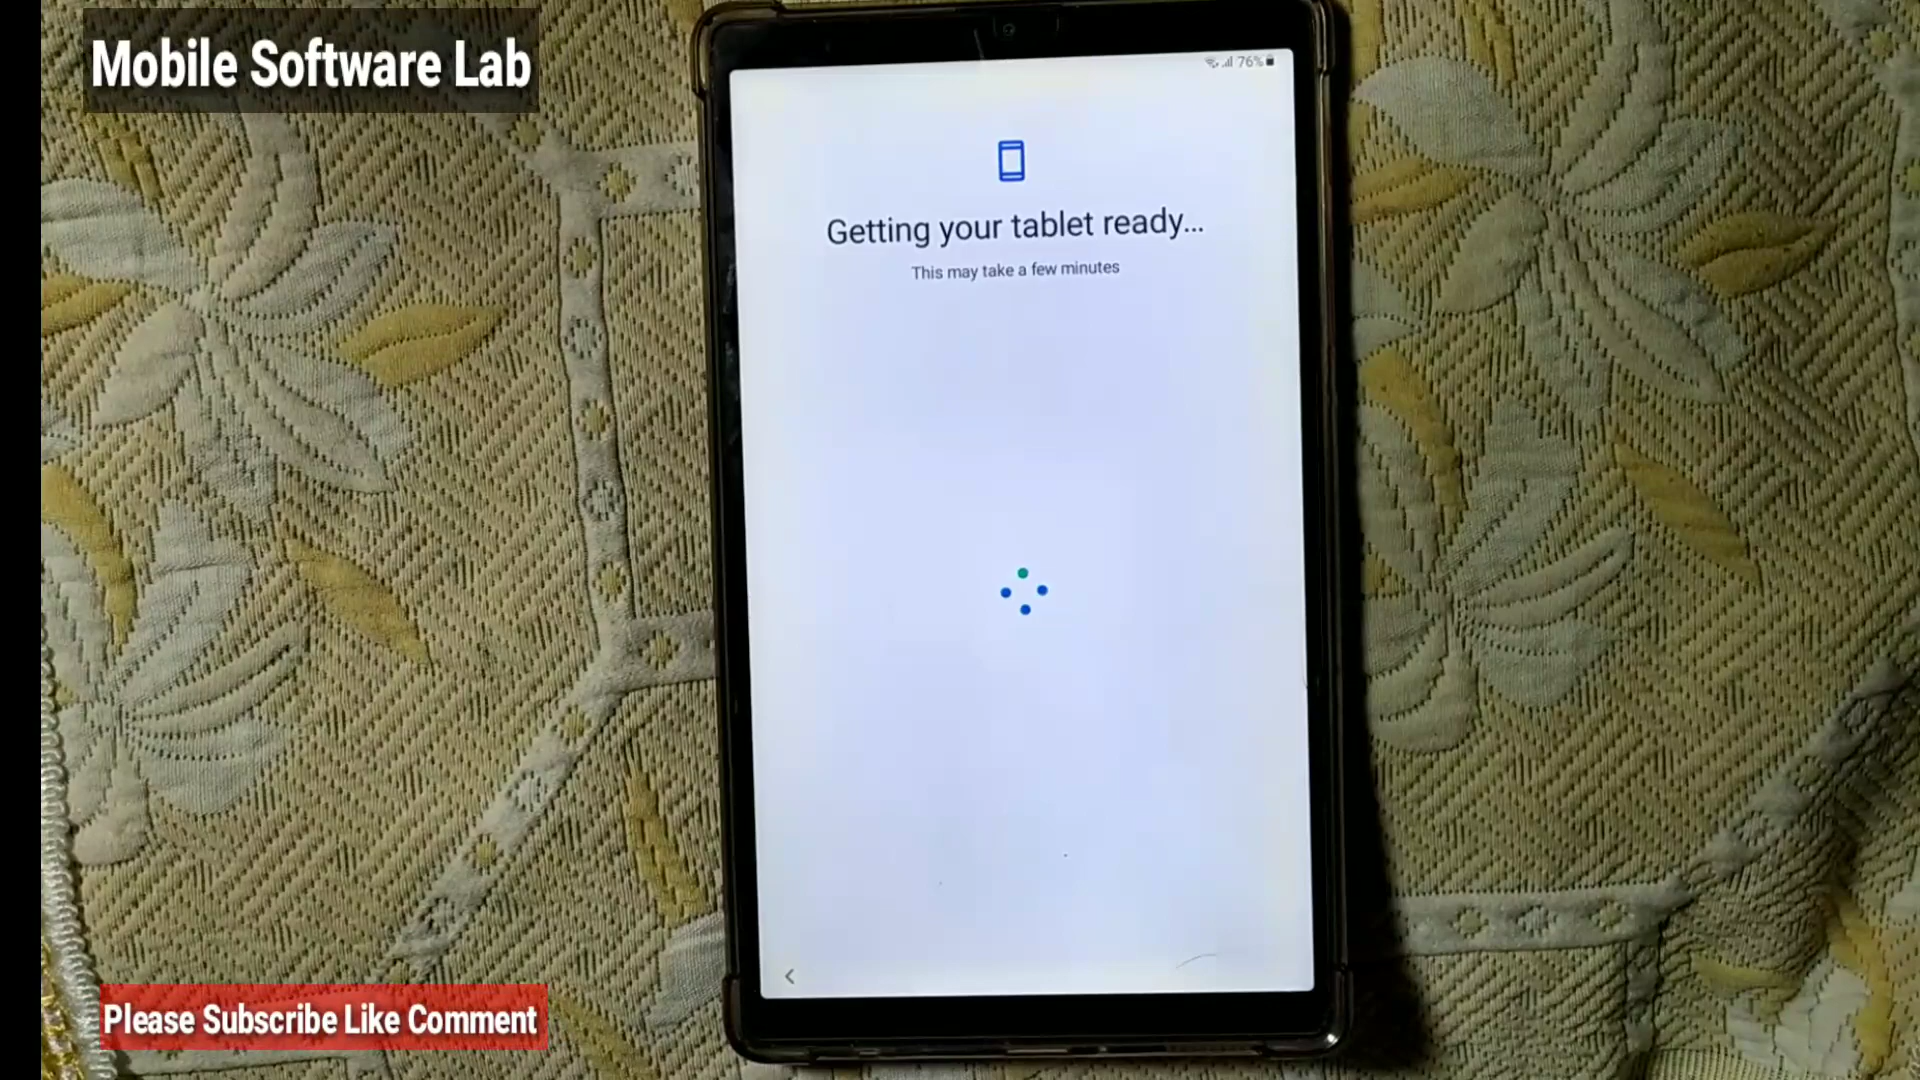 Mobile Software Lab
76%
Getting your tablet ready...
This may take a few minutes
Please Subscribe Like Comment